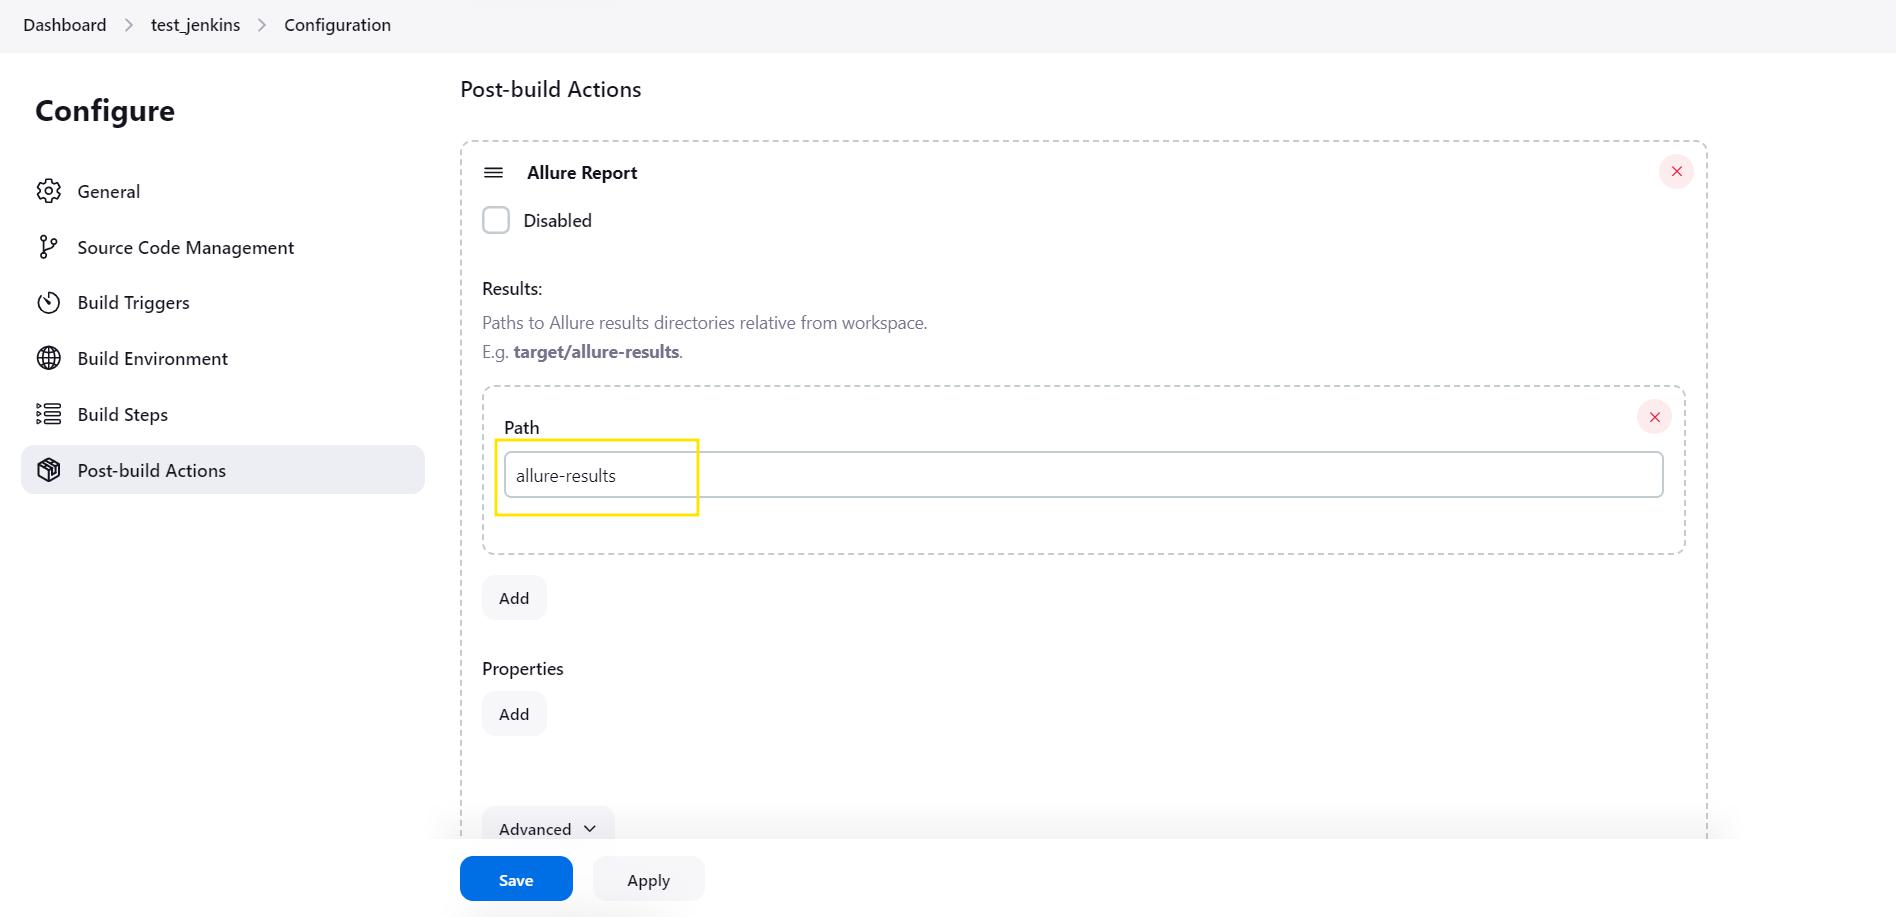 Dashboard > test_jenkins > Configuration
Configure
General
Source Code Management
Build Triggers
Build Environment
Build Steps
Post-build Actions
Post-build Actions
Allure Report
Disabled
Results:
Paths to Allure results directories relative from workspace.
E.g. target/allure-results.
Path
allure-results
Add
Properties
Add
Advanced
Save
Apply